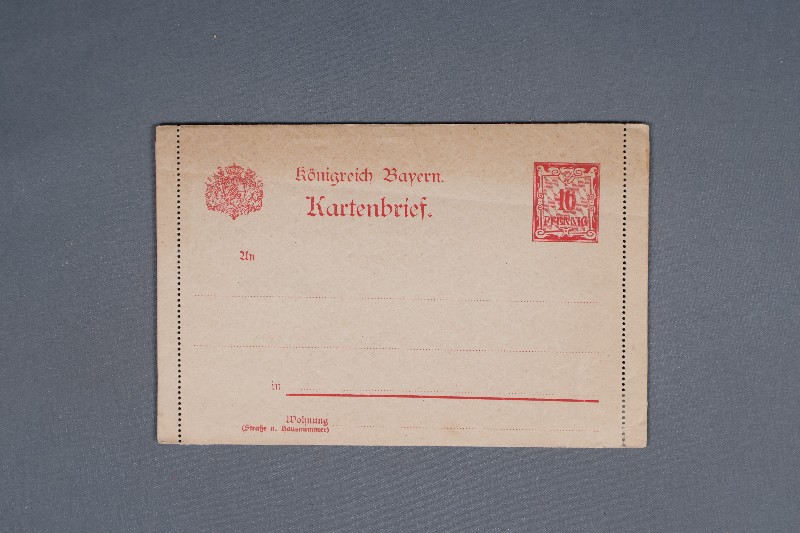 Königreich Bayern.
Kartenbrief.
10
PFENNIG
An
in
Wohnung
(Straße u. Hausnummer)